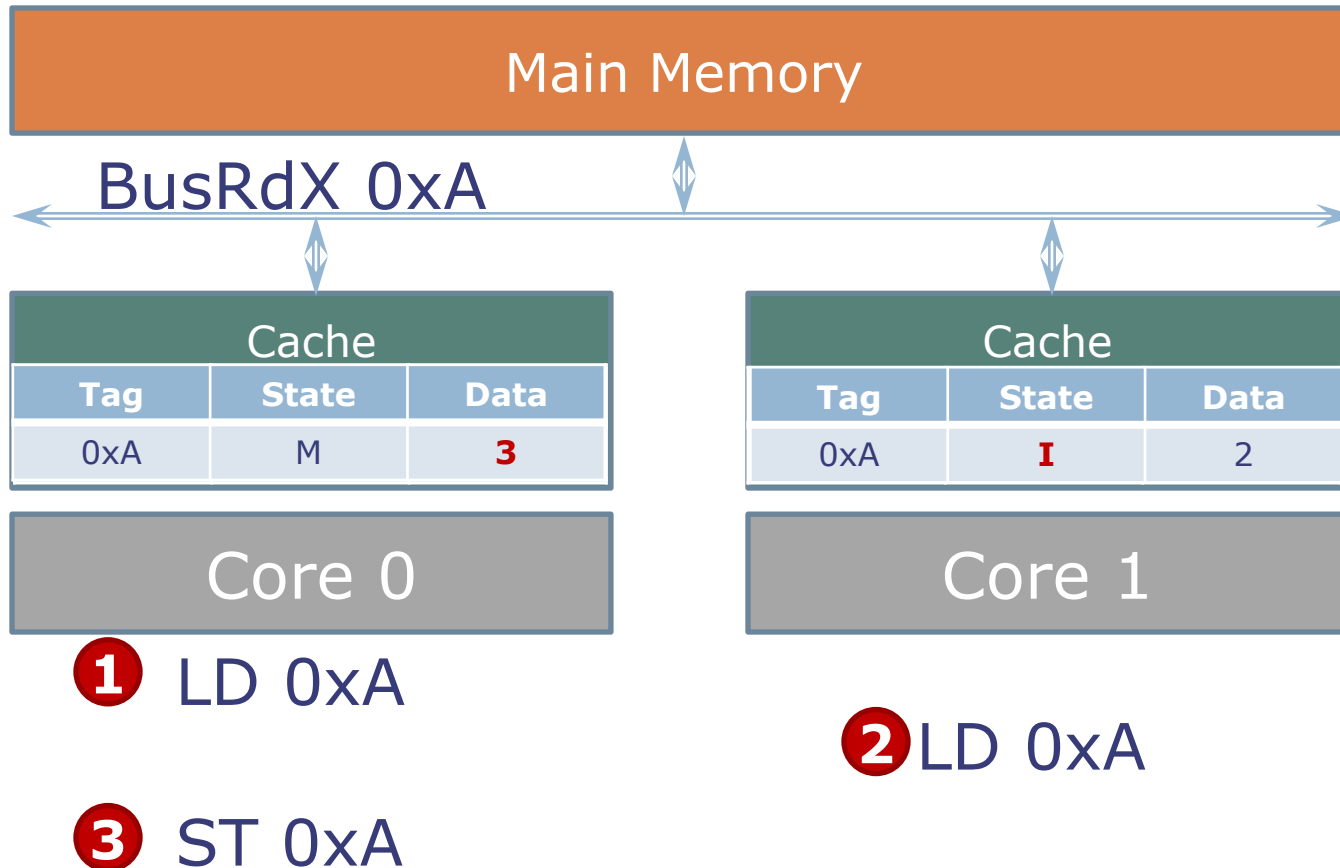 Main Memory
BusRdX 0xA
Cache
Tag State Data
0xA M 3
Cache
Tag State Data
0xA I 2
Core 0
Core 1
1 LD 0xA
2 LD 0xA
3 ST 0xA